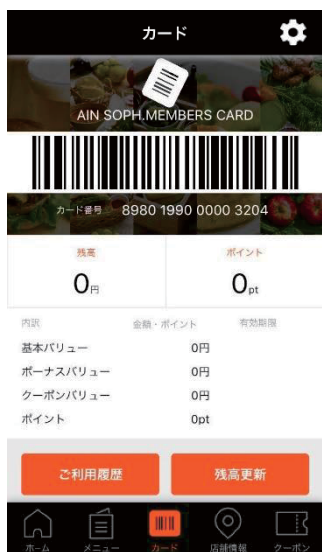 カード
AIN SOPH.MEMBERS CARD
カード番号 8980 1990 0000 3204
残高 ポイント
0円 0pt
内訳 金額・ポイント 有効期限
基本バリュー 0円
ボーナスバリュー 0円
クーポンバリュー 0円
ポイント 0pt
ご利用履歴 残高更新
ホーム メニュー カード 店舗情報 クーポン